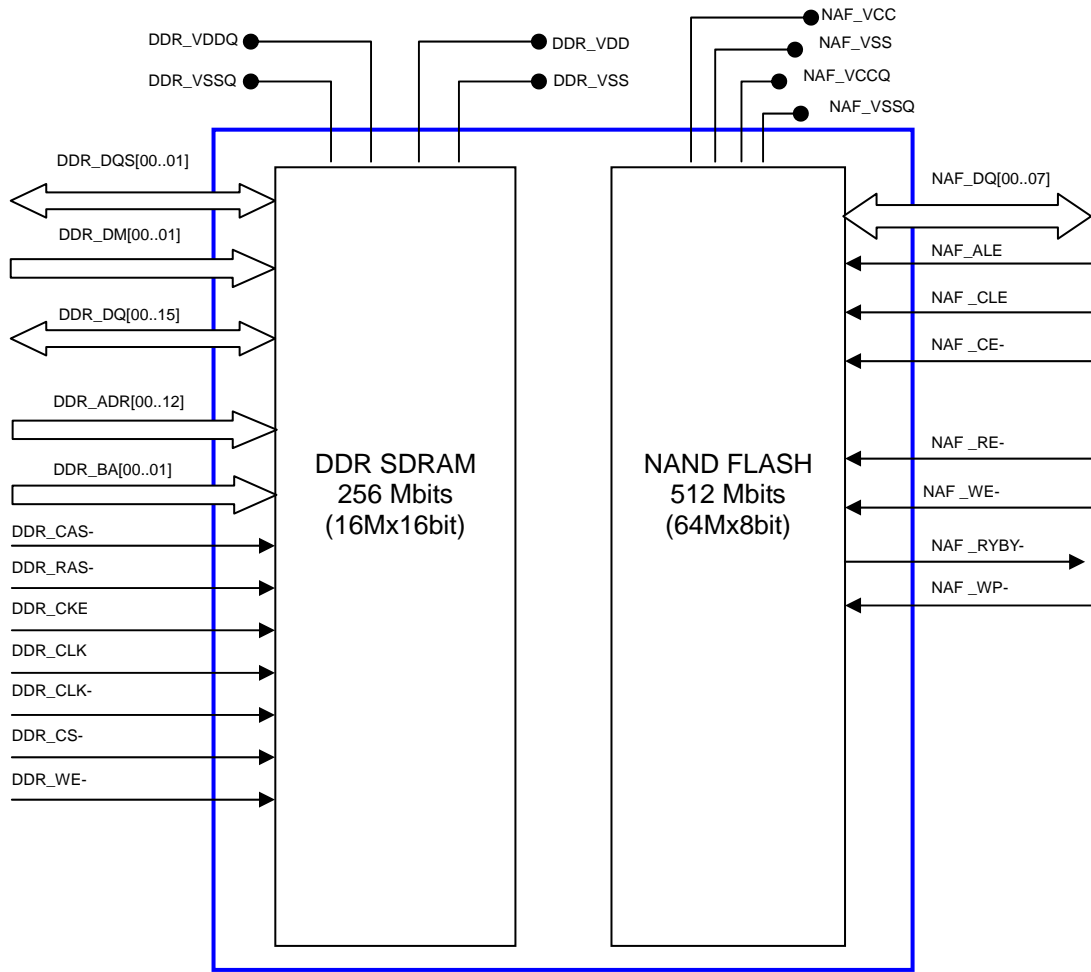 NAF_VCC
DDR_VDDQ
DDR_VDD
NAF_VSS
DDR_VSSQ
DDR_VSS
NAF_VCCQ
NAF_VSSQ
DDR_DQS[00..01]
DDR_DM[00..01]
DDR_DQ[00..15]
DDR_ADR[00..12]
DDR_BA[00..01]
DDR_CAS-
DDR_RAS-
DDR_CKE
DDR_CLK
DDR_CLK-
DDR_CS-
DDR_WE-
DDR SDRAM
256 Mbits
(16Mx16bit)
NAND FLASH
512 Mbits
(64Mx8bit)
NAF_DQ[00..07]
NAF_ALE
NAF _CLE
NAF _CE-
NAF _RE-
NAF _WE-
NAF _RYBY-
NAF _WP-